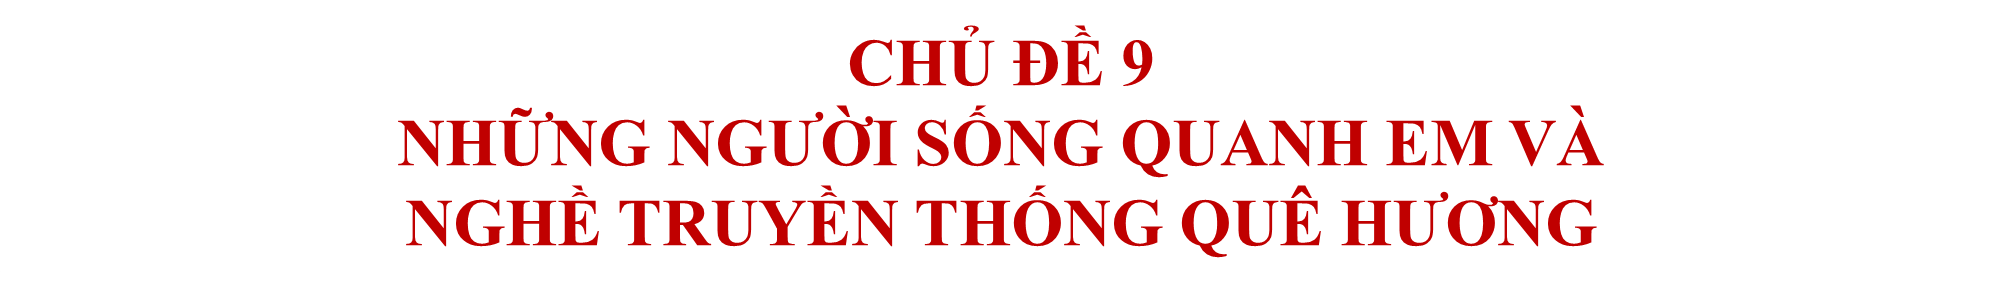 CHỦ ĐỀ 9
NHỮNG NGƯỜI SỐNG QUANH EM VÀ
NGHỀ TRUYỀN THỐNG QUÊ HƯƠNG